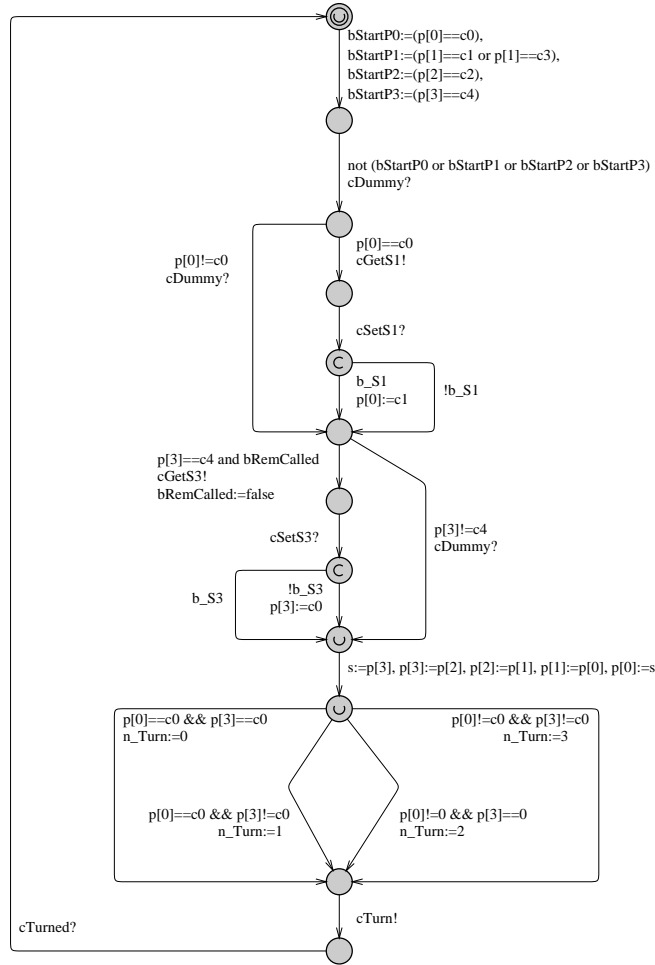 bStartP0:=(p[0]==c0),
bStartP1:=(p[1]==c1 or p[1]==c3),
bStartP2:=(p[2]==c2),
bStartP3:=(p[3]==c4)
not (bStartP0 or bStartP1 or bStartP2 or bStartP3)
cDummy?
p[0]!=c0
cDummy?
p[0]==c0
cGetS1!
cSetS1?
C
b_S1
p[0]:=c1
!b_S1
p[3]==c4 and bRemCalled
cGetS3!
bRemCalled:=false
p[3]!=c4
cDummy?
cSetS3?
C
b_S3
!b_S3
p[3]:=c0
s:=p[3], p[3]:=p[2], p[2]:=p[1], p[1]:=p[0], p[0]:=s
p[0]==c0 && p[3]==c0
n_Turn:=0
p[0]!=c0 && p[3]!=c0
n_Turn:=3
p[0]==c0 && p[3]!=c0
n_Turn:=1
p[0]!=0 && p[3]==0
n_Turn:=2
cTurn!
cTurned?